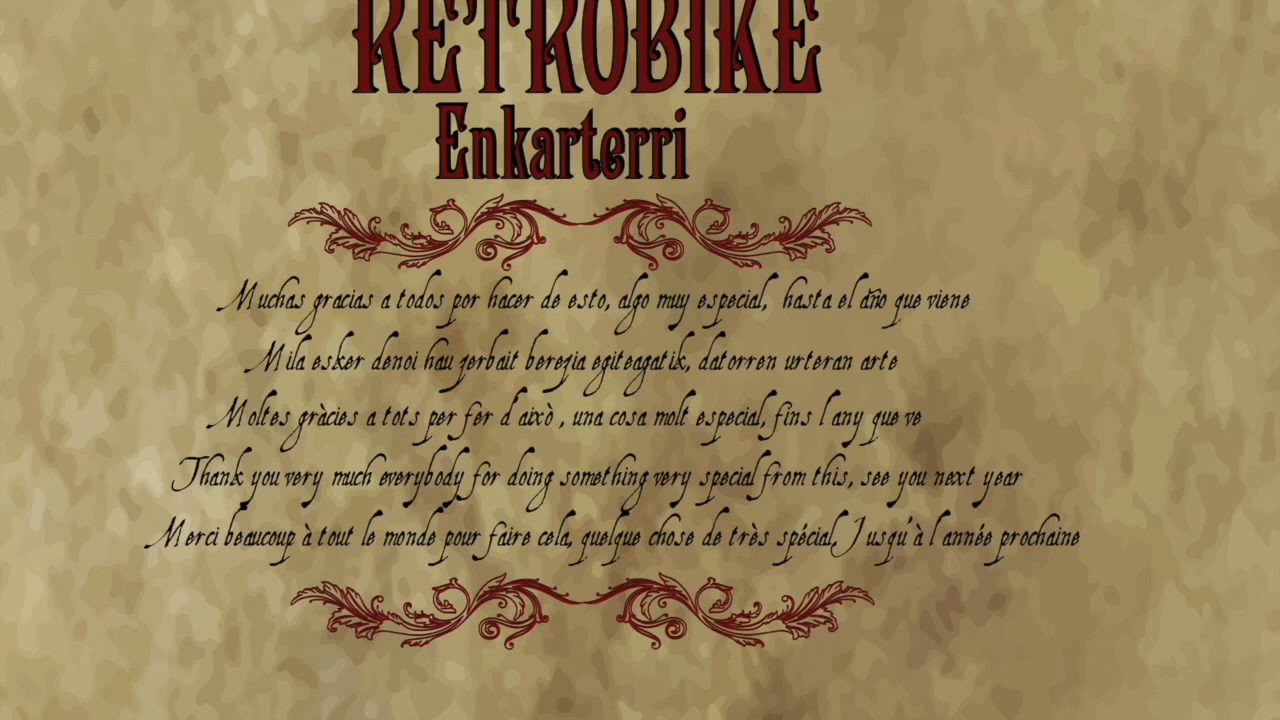 RETROBIKE
Enkarterri
Muchas gracias a todos por hacer de esto, algo muy especial, hasta el año que viene
Mila esker denoi hau zerbait berezia egiteagatik, datorren urteran arte
Moltes gràcies a tots per fer d això , una cosa molt especial, fins l any que ve
Thank you very much everybody for doing something very special from this, see you next year
Merci beaucoup à tout le monde pour faire cela, quelque chose de très spécial, Jusqu'à l année prochaine